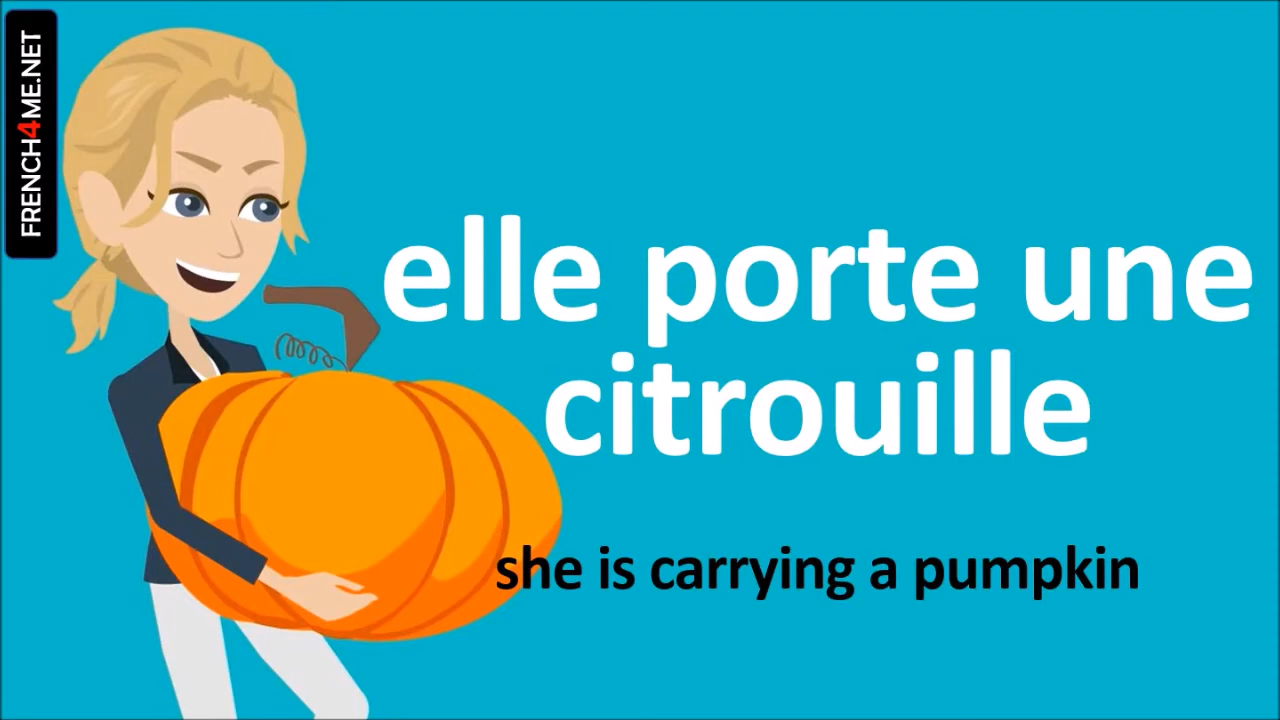 FRENCH4ME.NET
elle porte une
citrouille
she is carrying a pumpkin